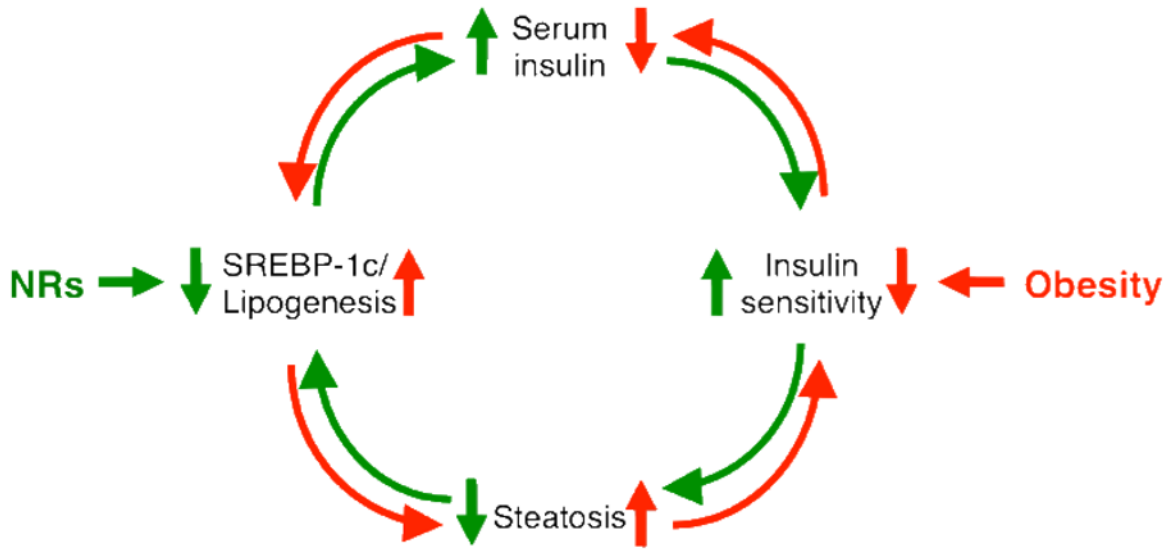 Serum
insulin
NRs
SREBP-1c/
Lipogenesis
Insulin
sensitivity
Obesity
Steatosis